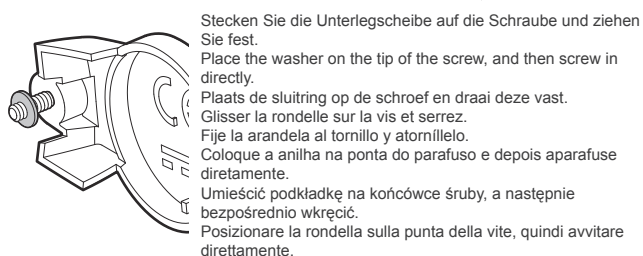 Stecken Sie die Unterlegscheibe auf die Schraube und ziehen
Sie fest.
Place the washer on the tip of the screw, and then screw in
directly.
Plaats de sluitring op de schroef en draai deze vast.
Glisser la rondelle sur la vis et serrez.
Fije la arandela al tornillo y atorníllelo.
Coloque a anilha na ponta do parafuso e depois aparafuse
diretamente.
Umieścić podkładkę na końcówce śruby, a następnie
bezpośrednio wkręcić.
Posizionare la rondella sulla punta della vite, quindi avvitare
direttamente.